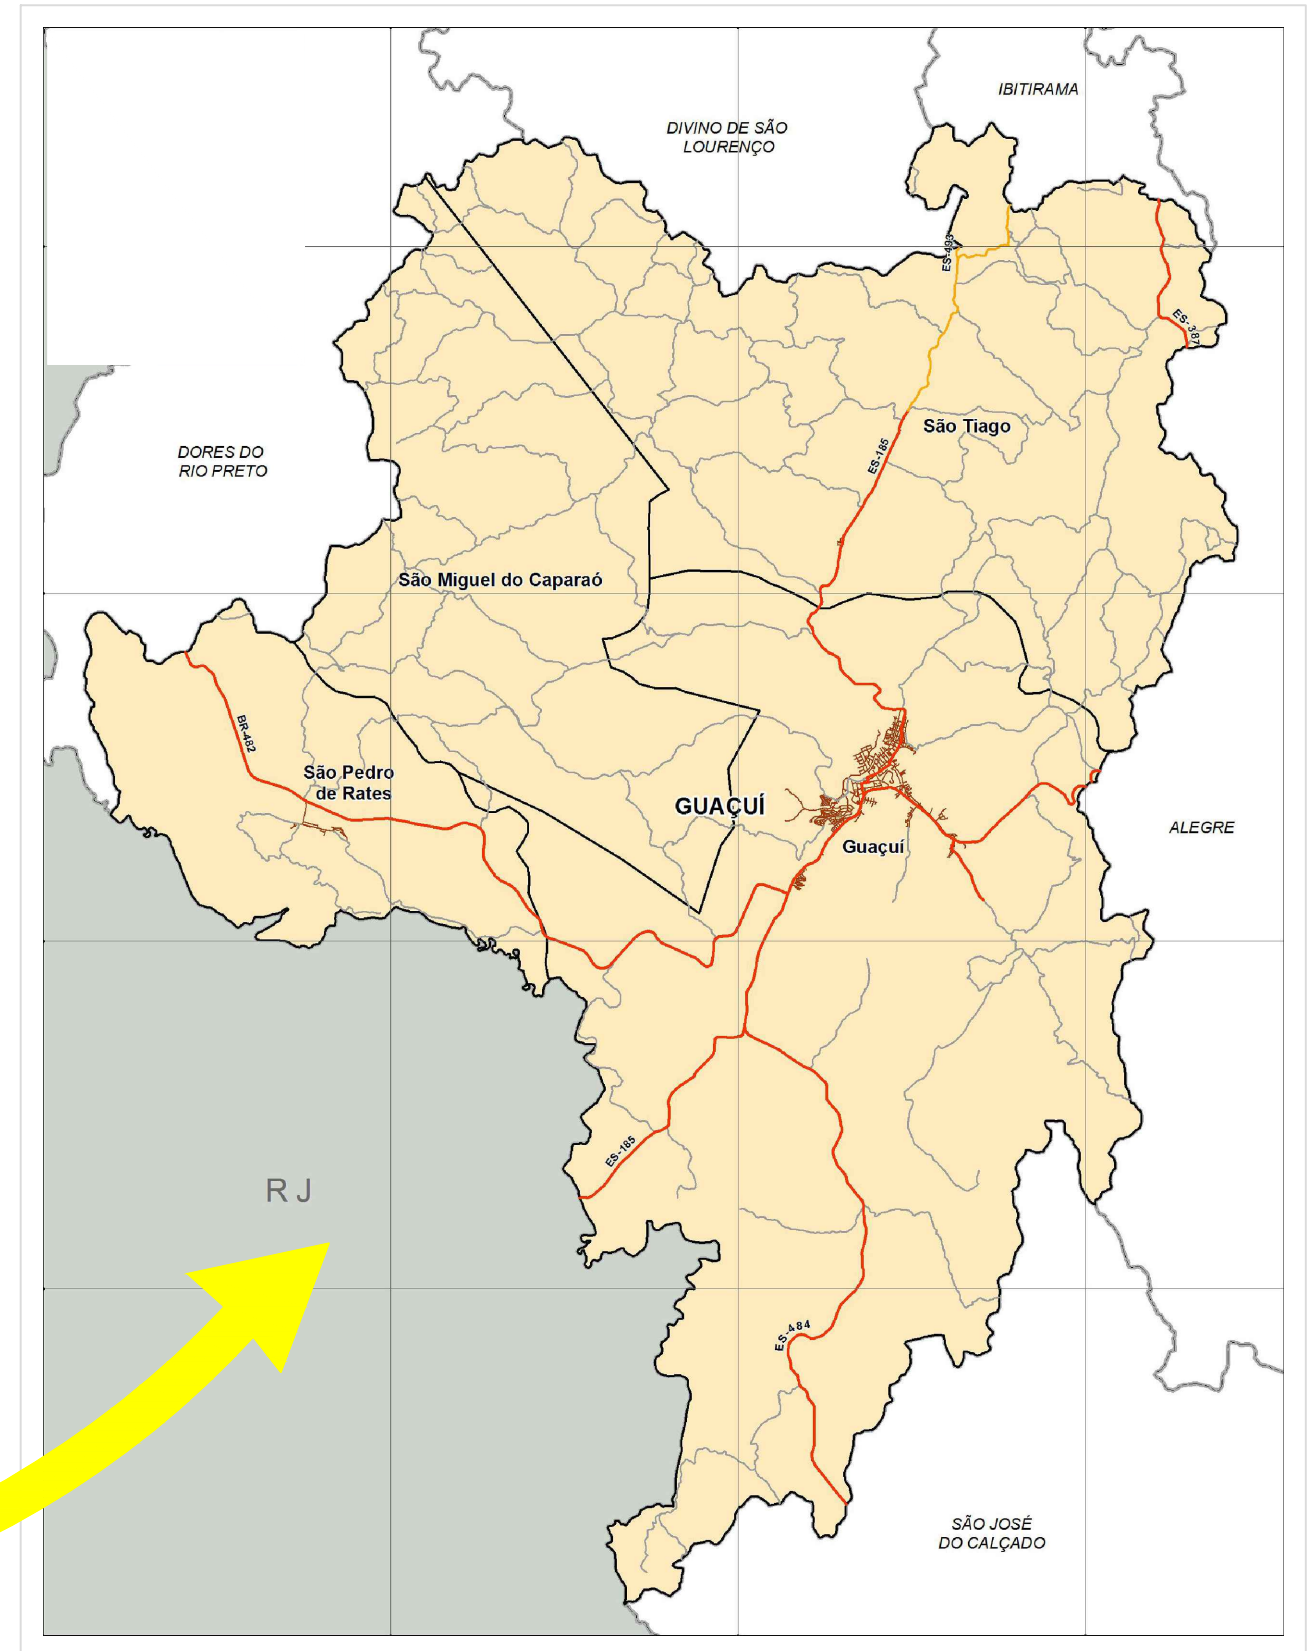 IBITIRAMA
DIVINO DE SÃO
LOURENÇO
ES-493
ES-387
São Tiago
ES-185
DORES DO
RIO PRETO
São Miguel do Caparaó
BR-482
São Pedro
de Rates
GUAÇUÍ
Guaçuí
ALEGRE
ES-185
RJ
ES-484
SÃO JOSÉ
DO CALÇADO